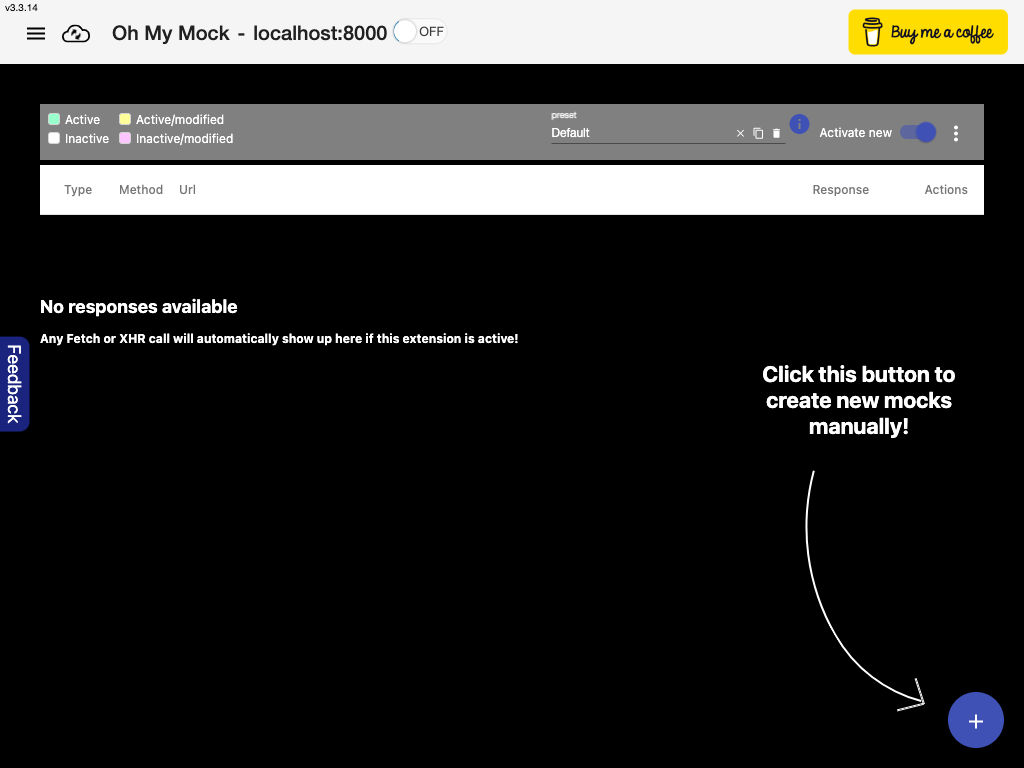 v3.3.14
Oh My Mock - localhost:8000
OFF
Buy me a coffee
Active
Active/modified
Inactive
Inactive/modified
preset
Default
i
Activate new
Type Method Url Response Actions
No responses available
Any Fetch or XHR call will automatically show up here if this extension is active!
Feedback
Click this button to
create new mocks
manually!
+